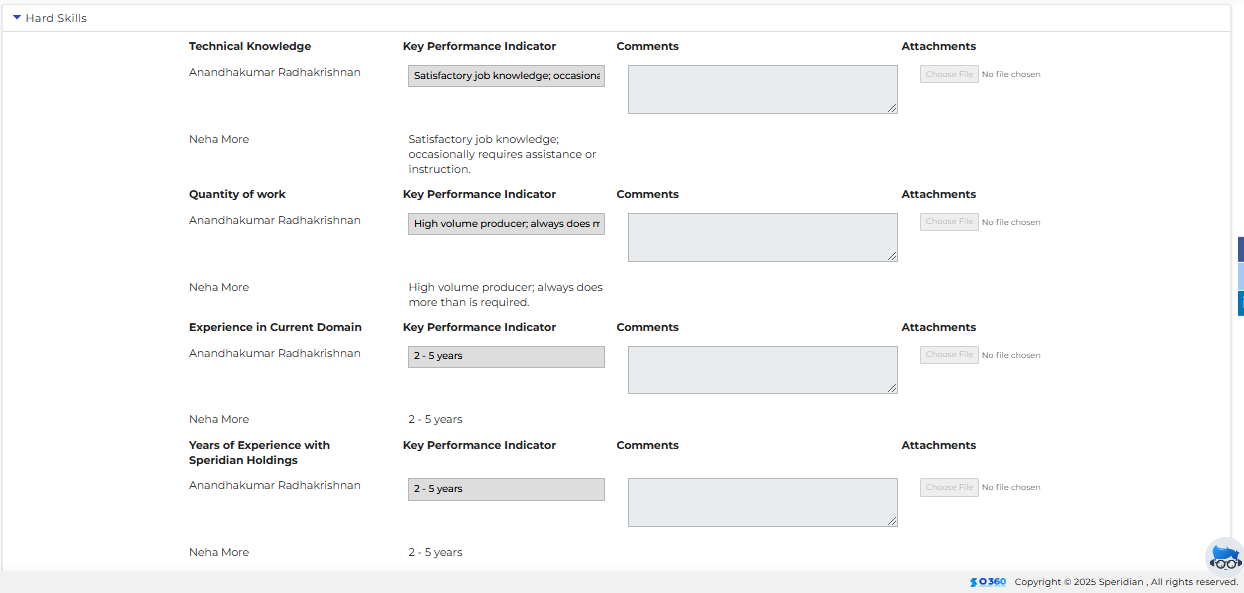 Hard Skills
Technical Knowledge Key Performance Indicator Comments Attachments
Anandhakumar Radhakrishnan Satisfactory job knowledge; occasiona Choose File No file chosen
Neha More Satisfactory job knowledge;
occasionally requires assistance or
instruction.
Quantity of work Key Performance Indicator Comments Attachments
Anandhakumar Radhakrishnan High volume producer; always does m Choose File No file chosen
Neha More High volume producer; always does
more than is required.
Experience in Current Domain Key Performance Indicator Comments Attachments
Anandhakumar Radhakrishnan 2 - 5 years Choose File No file chosen
Neha More 2 - 5 years
Years of Experience with Key Performance Indicator Comments Attachments
Speridian Holdings
Anandhakumar Radhakrishnan 2 - 5 years Choose File No file chosen
Neha More 2 - 5 years
SO360 Copyright © 2025 Speridian , All rights reserved.